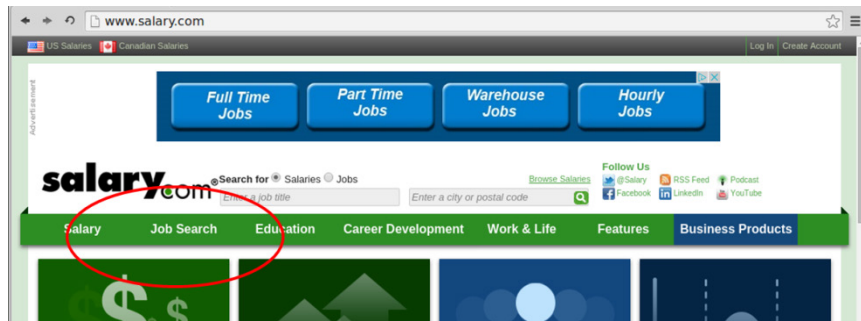 www.salary.com
US Salaries Canadian Salaries Log In Create Account
Advertisement
Full Time Jobs
Part Time Jobs
Warehouse Jobs
Hourly Jobs
salary.com®
Search for Salaries Jobs Browse Salaries
Enter a job title Enter a city or postal code
Follow Us
@Salary RSS Feed Podcast
Facebook LinkedIn YouTube
Salary Job Search Education Career Development Work & Life Features Business Products
$ $ $